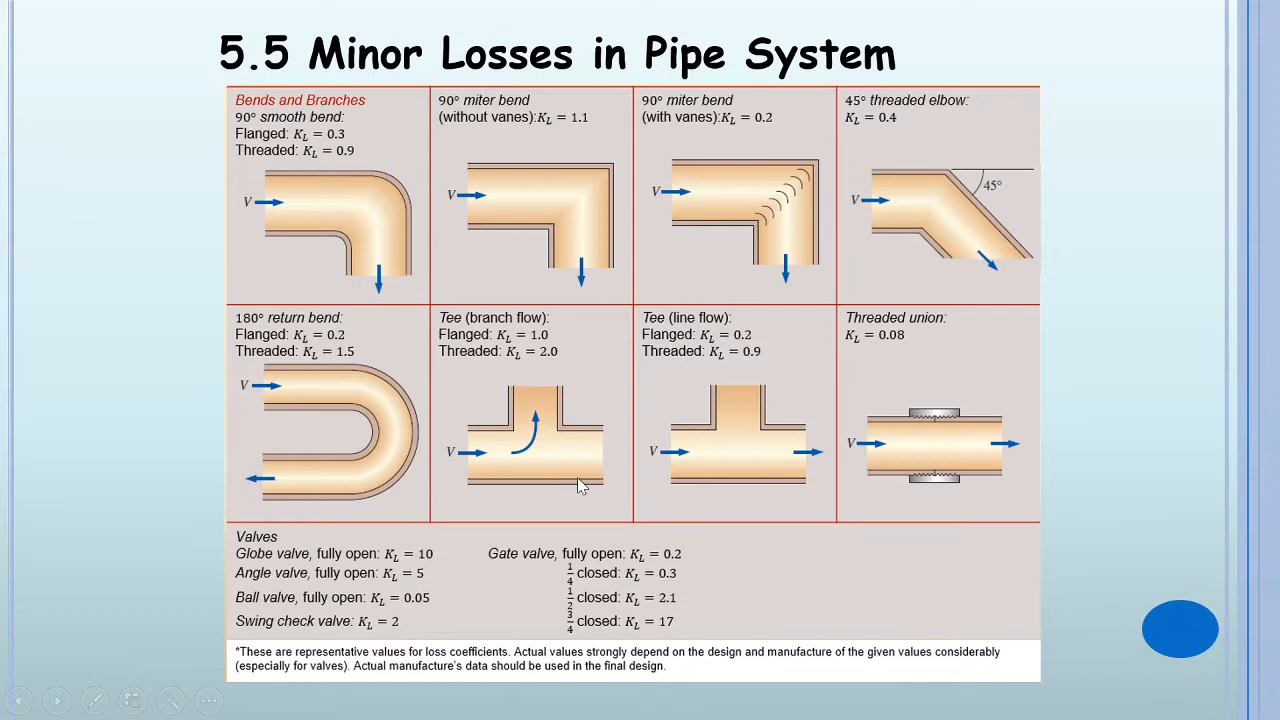 5.5 Minor Losses in Pipe System
Bends and Branches
90° smooth bend:
Flanged: K_L = 0.3
Threaded: K_L = 0.9
V
90° miter bend
(without vanes):K_L = 1.1
V
90° miter bend
(with vanes):K_L = 0.2
V
45° threaded elbow:
K_L = 0.4
45°
V
180° return bend:
Flanged: K_L = 0.2
Threaded: K_L = 1.5
V
Tee (branch flow):
Flanged: K_L = 1.0
Threaded: K_L = 2.0
V
Tee (line flow):
Flanged: K_L = 0.2
Threaded: K_L = 0.9
V
Threaded union:
K_L = 0.08
V
Valves
Globe valve, fully open: K_L = 10
Angle valve, fully open: K_L = 5
Ball valve, fully open: K_L = 0.05
Swing check valve: K_L = 2
Gate valve, fully open: K_L = 0.2
1/4 closed: K_L = 0.3
1/2 closed: K_L = 2.1
3/4 closed: K_L = 17
*These are representative values for loss coefficients. Actual values strongly depend on the design and manufacture of the given values considerably
(especially for valves). Actual manufacture's data should be used in the final design.